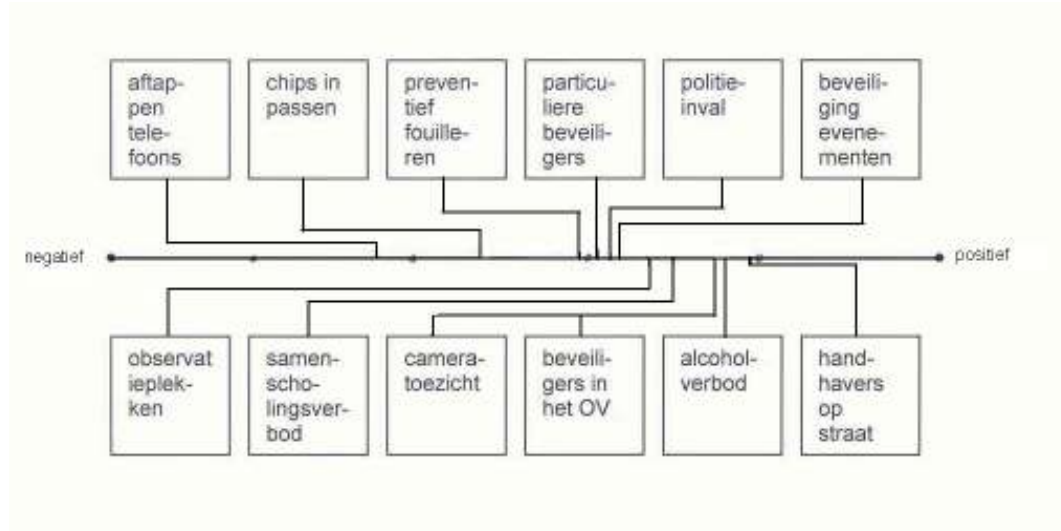 aftap-
pen
tele-
foons
chips in
passen
preven-
tief
fouille-
ren
particu-
liere
beveili-
gers
politie-
inval
beveili-
ging
evene-
menten
negatief
positief
observat
ieplek-
ken
samen-
scho-
lingsver-
bod
camera-
toezicht
beveili-
gers in
het OV
alcohol-
verbod
hand-
havers
op
straat